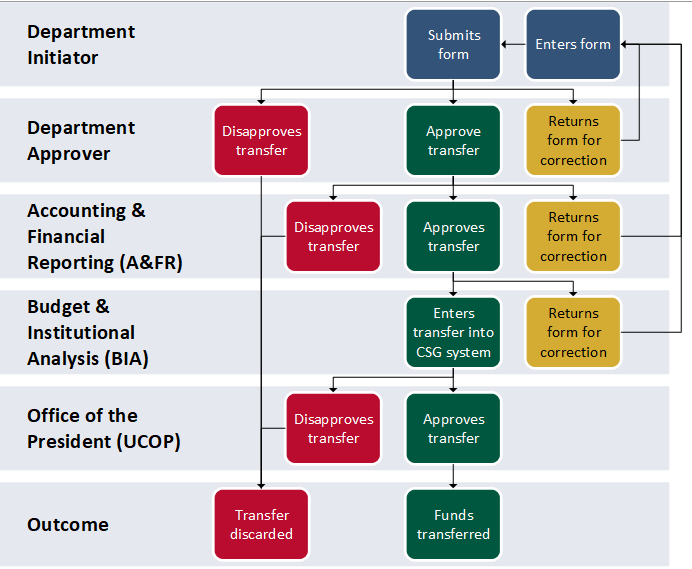 Department
Initiator
Submits
form
Enters form
Department
Approver
Disapproves
transfer
Approve
transfer
Returns
form for
correction
Accounting &
Financial
Reporting (A&FR)
Disapproves
transfer
Approves
transfer
Returns
form for
correction
Budget &
Institutional
Analysis (BIA)
Enters
transfer into
CSG system
Returns
form for
correction
Office of the
President (UCOP)
Disapproves
transfer
Approves
transfer
Outcome
Transfer
discarded
Funds
transferred